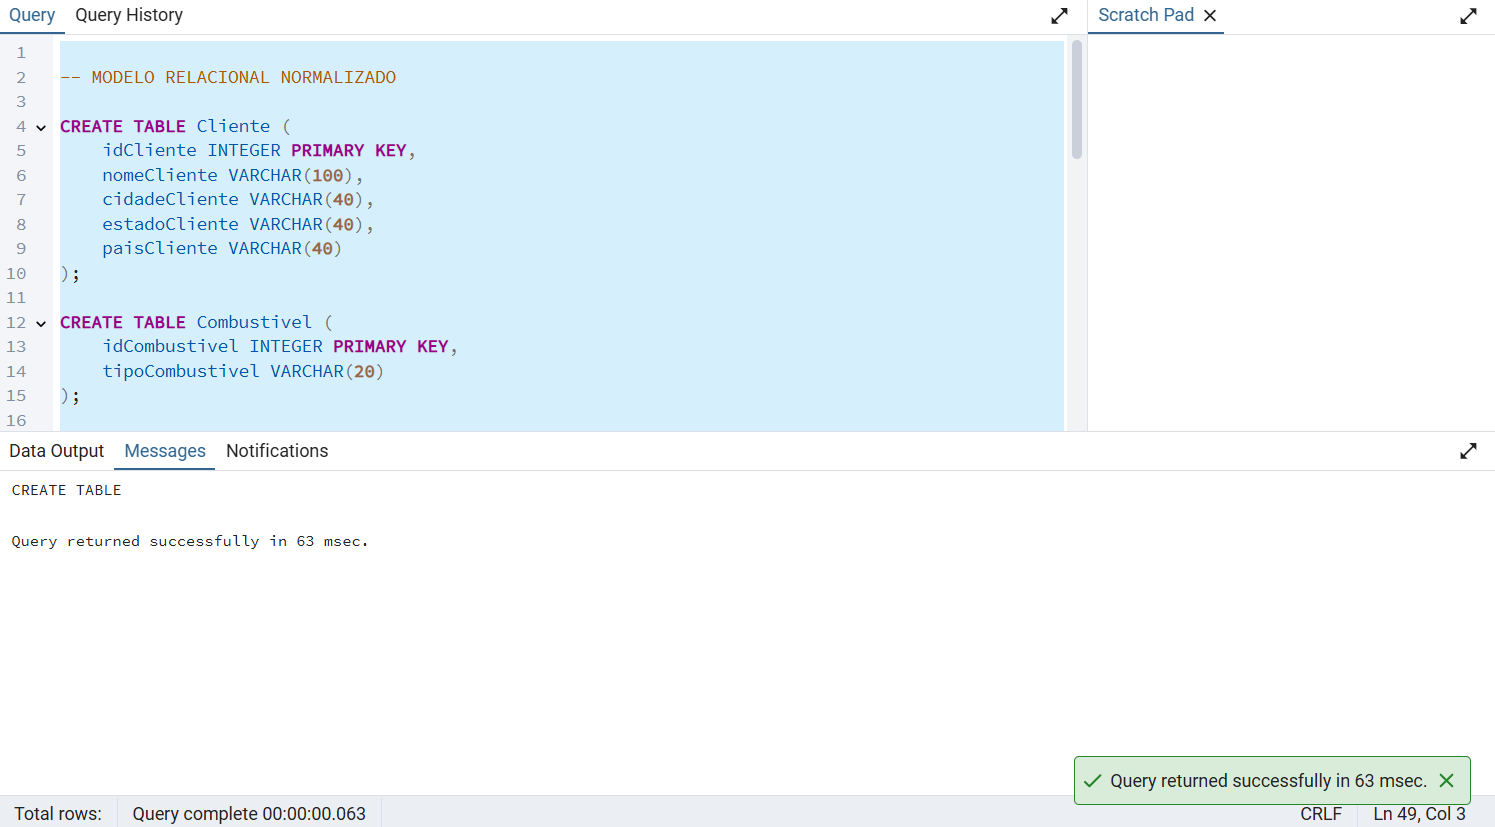 Query Query History
Scratch Pad
1
2 -- MODELO RELACIONAL NORMALIZADO
3
4 CREATE TABLE Cliente (
5 idCliente INTEGER PRIMARY KEY,
6 nomeCliente VARCHAR(100),
7 cidadeCliente VARCHAR(40),
8 estadoCliente VARCHAR(40),
9 paisCliente VARCHAR(40)
10 );
11
12 CREATE TABLE Combustivel (
13 idCombustivel INTEGER PRIMARY KEY,
14 tipoCombustivel VARCHAR(20)
15 );
16
Data Output Messages Notifications
CREATE TABLE
Query returned successfully in 63 msec.
Query returned successfully in 63 msec.
Total rows: Query complete 00:00:00.063 CRLF Ln 49, Col 3